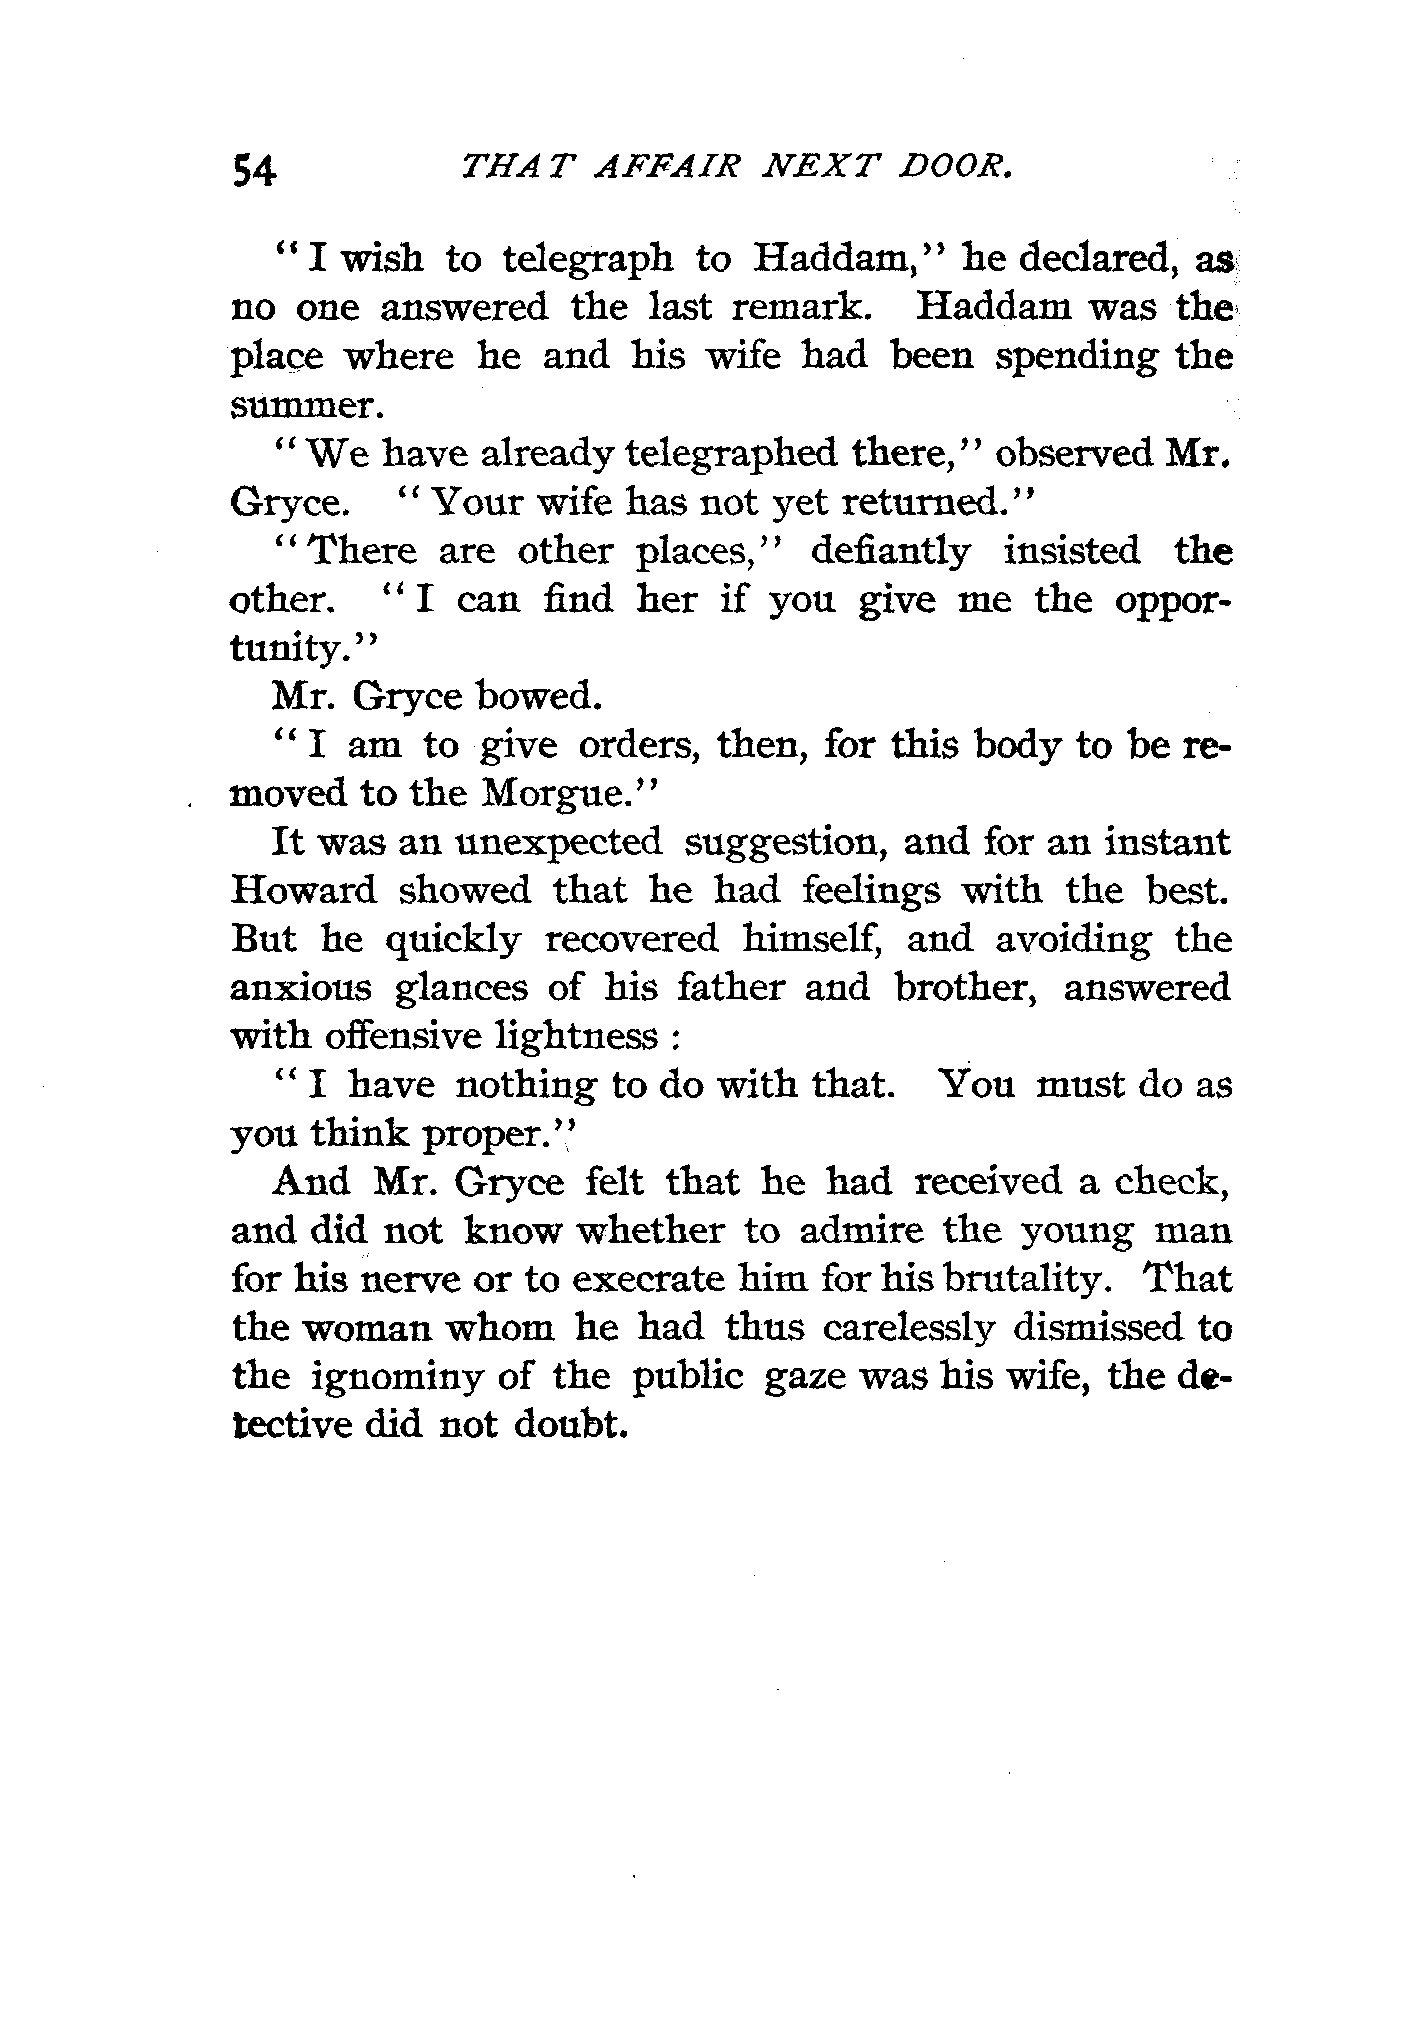 54 THAT AFFAIR NEXT DOOR.
"I wish to telegraph to Haddam," he declared, as
no one answered the last remark. Haddam was the
place where he and his wife had been spending the
summer.
"We have already telegraphed there," observed Mr.
Gryce. "Your wife has not yet returned."
"There are other places," defiantly insisted the
other. "I can find her if you give me the oppor-
tunity."
Mr. Gryce bowed.
"I am to give orders, then, for this body to be re-
moved to the Morgue."
It was an unexpected suggestion, and for an instant
Howard showed that he had feelings with the best.
But he quickly recovered himself, and avoiding the
anxious glances of his father and brother, answered
with offensive lightness :
"I have nothing to do with that. You must do as
you think proper."
And Mr. Gryce felt that he had received a check,
and did not know whether to admire the young man
for his nerve or to execrate him for his brutality. That
the woman whom he had thus carelessly dismissed to
the ignominy of the public gaze was his wife, the de-
tective did not doubt.